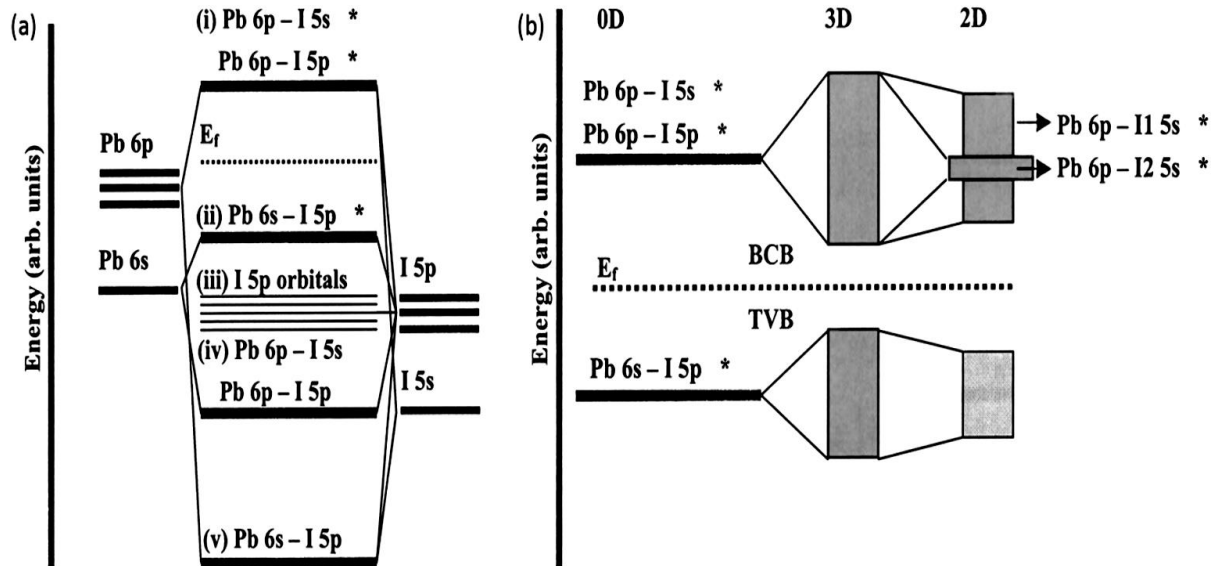 (a)
Energy (arb. units)
(i) Pb 6p – I 5s *
Pb 6p – I 5p *
Pb 6p
E_f
(ii) Pb 6s – I 5p *
Pb 6s
I 5p
(iii) I 5p orbitals
(iv) Pb 6p – I 5s
Pb 6p – I 5p
I 5s
(v) Pb 6s – I 5p
(b)
Energy (arb. units)
0D 3D 2D
Pb 6p – I 5s *
Pb 6p – I 5p *
Pb 6p – I1 5s *
Pb 6p – I2 5s *
BCB
E_f
TVB
Pb 6s – I 5p *